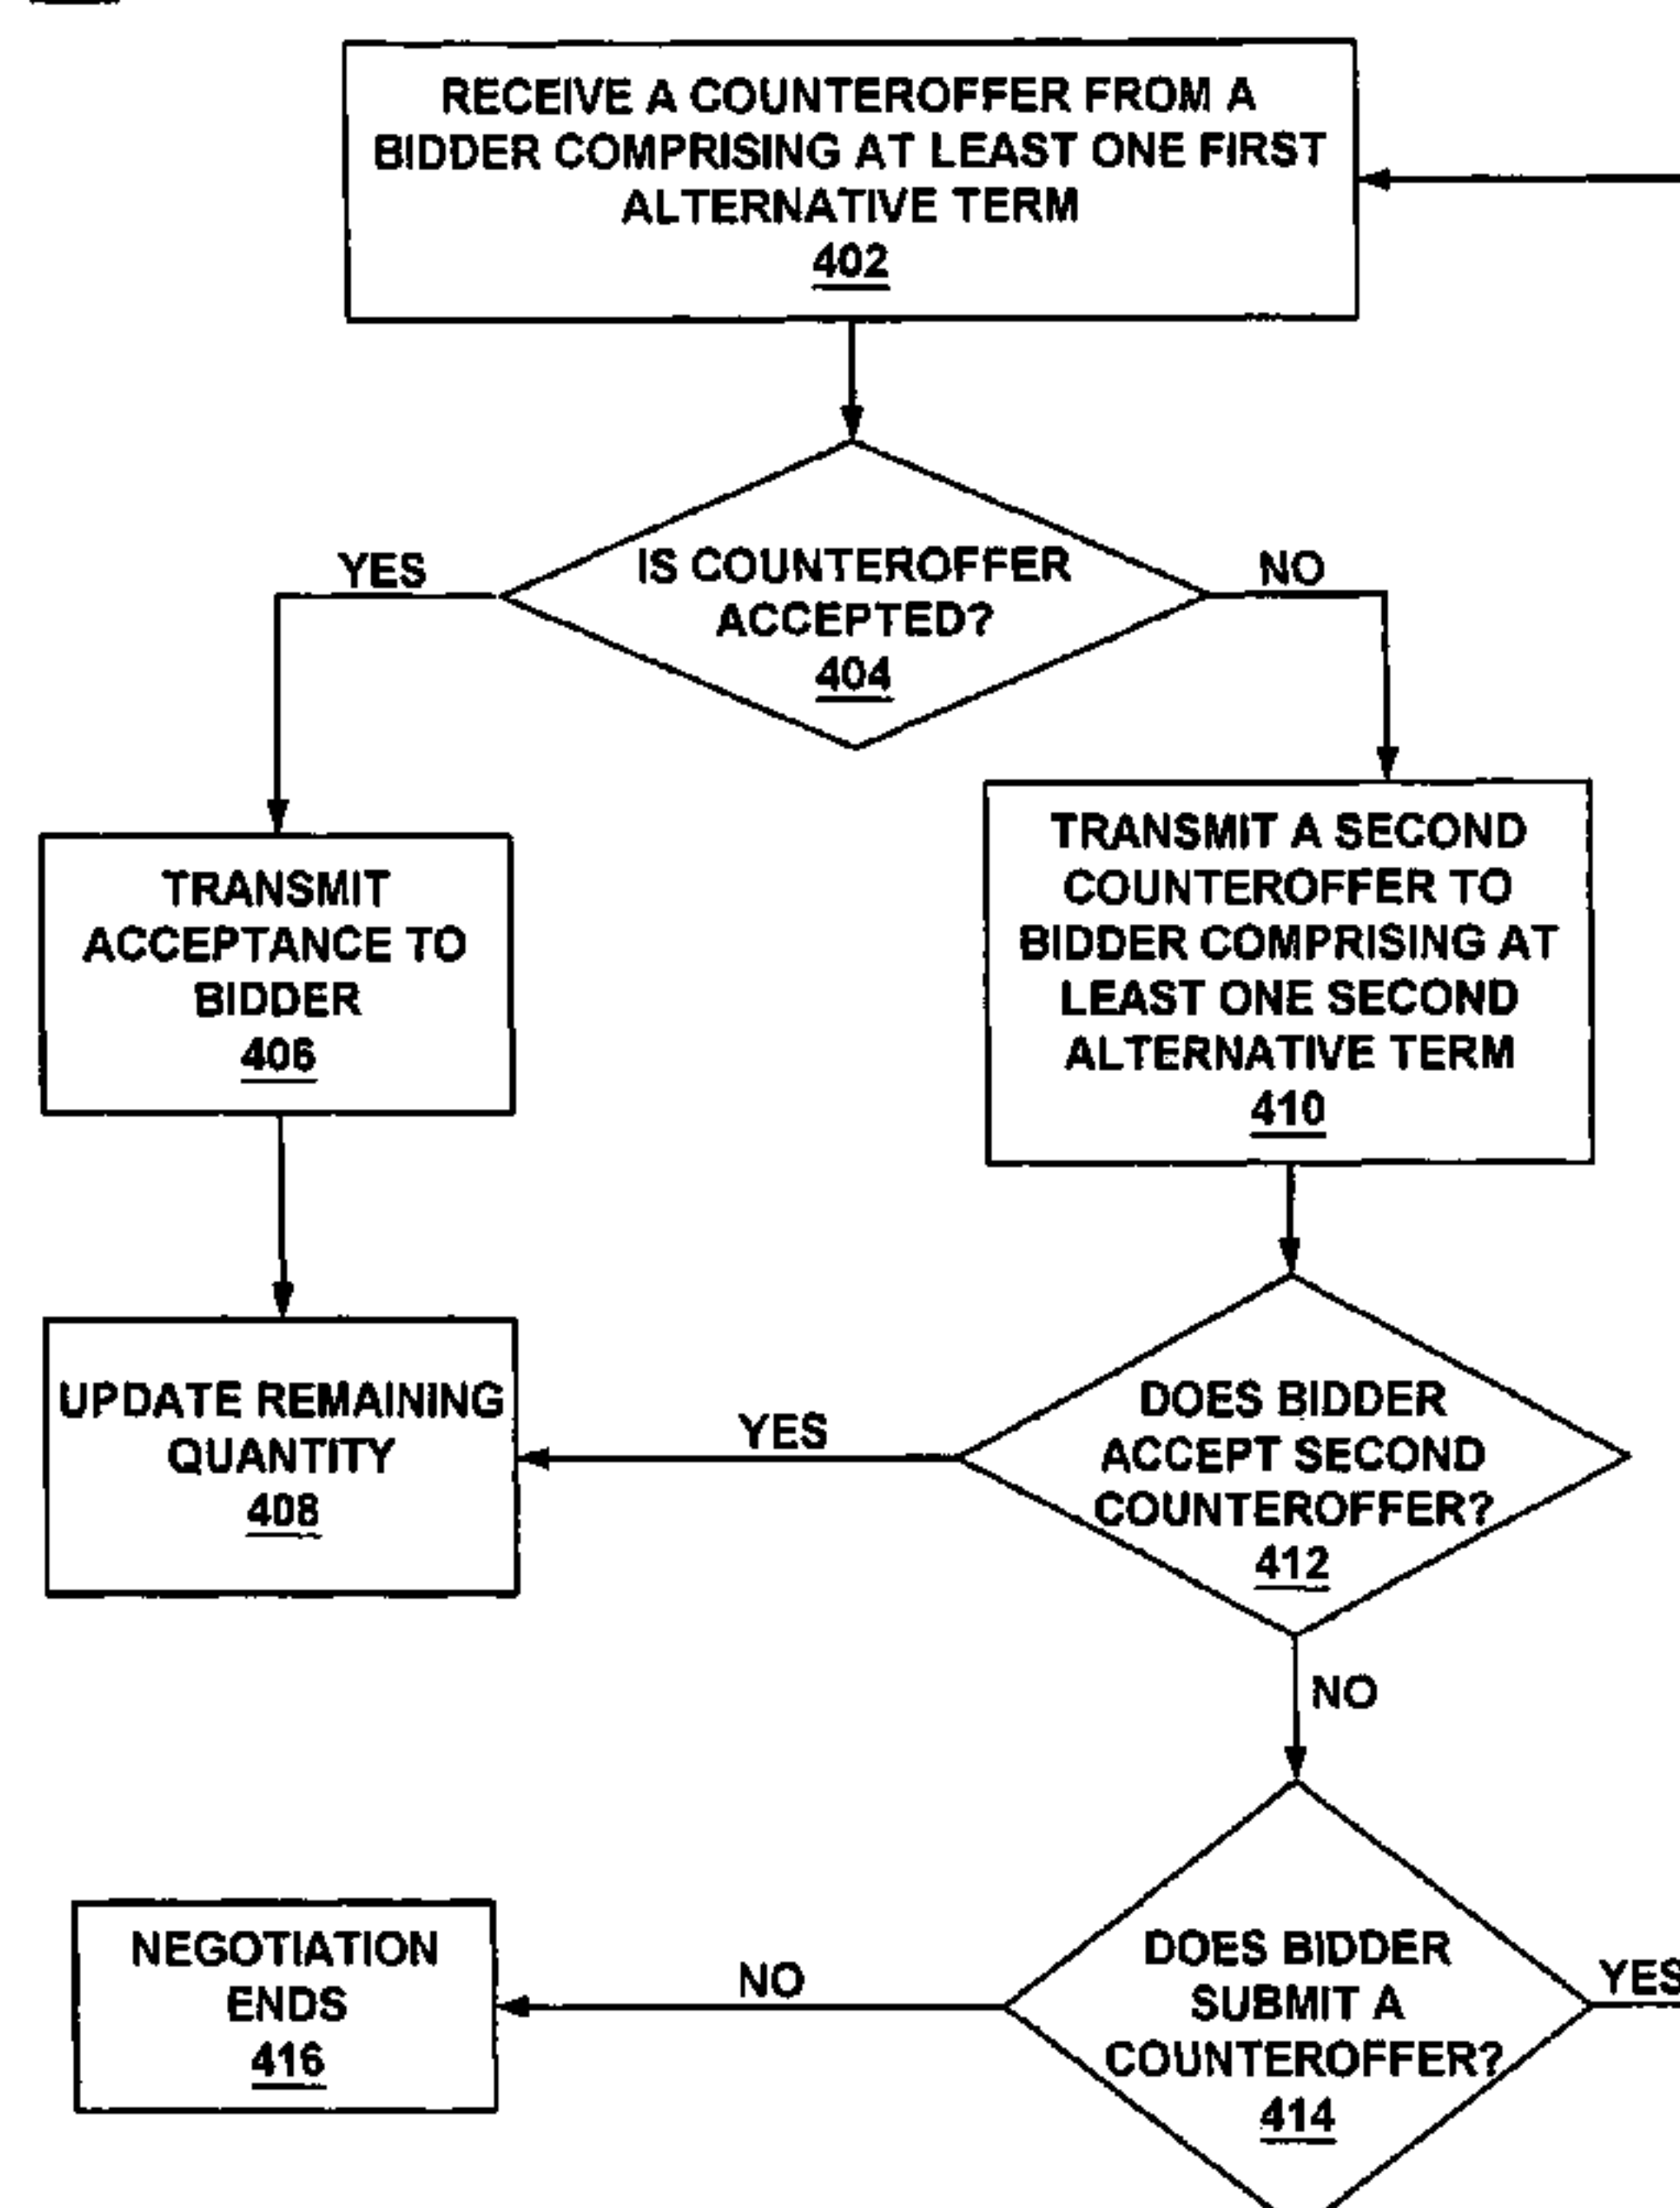 RECEIVE A COUNTEROFFER FROM A
BIDDER COMPRISING AT LEAST ONE FIRST
ALTERNATIVE TERM
402
YES
IS COUNTEROFFER
ACCEPTED?
404
NO
TRANSMIT
ACCEPTANCE TO
BIDDER
406
TRANSMIT A SECOND
COUNTEROFFER TO
BIDDER COMPRISING AT
LEAST ONE SECOND
ALTERNATIVE TERM
410
UPDATE REMAINING
QUANTITY
408
YES
DOES BIDDER
ACCEPT SECOND
COUNTEROFFER?
412
NO
NEGOTIATION
ENDS
416
NO
DOES BIDDER
SUBMIT A
COUNTEROFFER?
414
YES